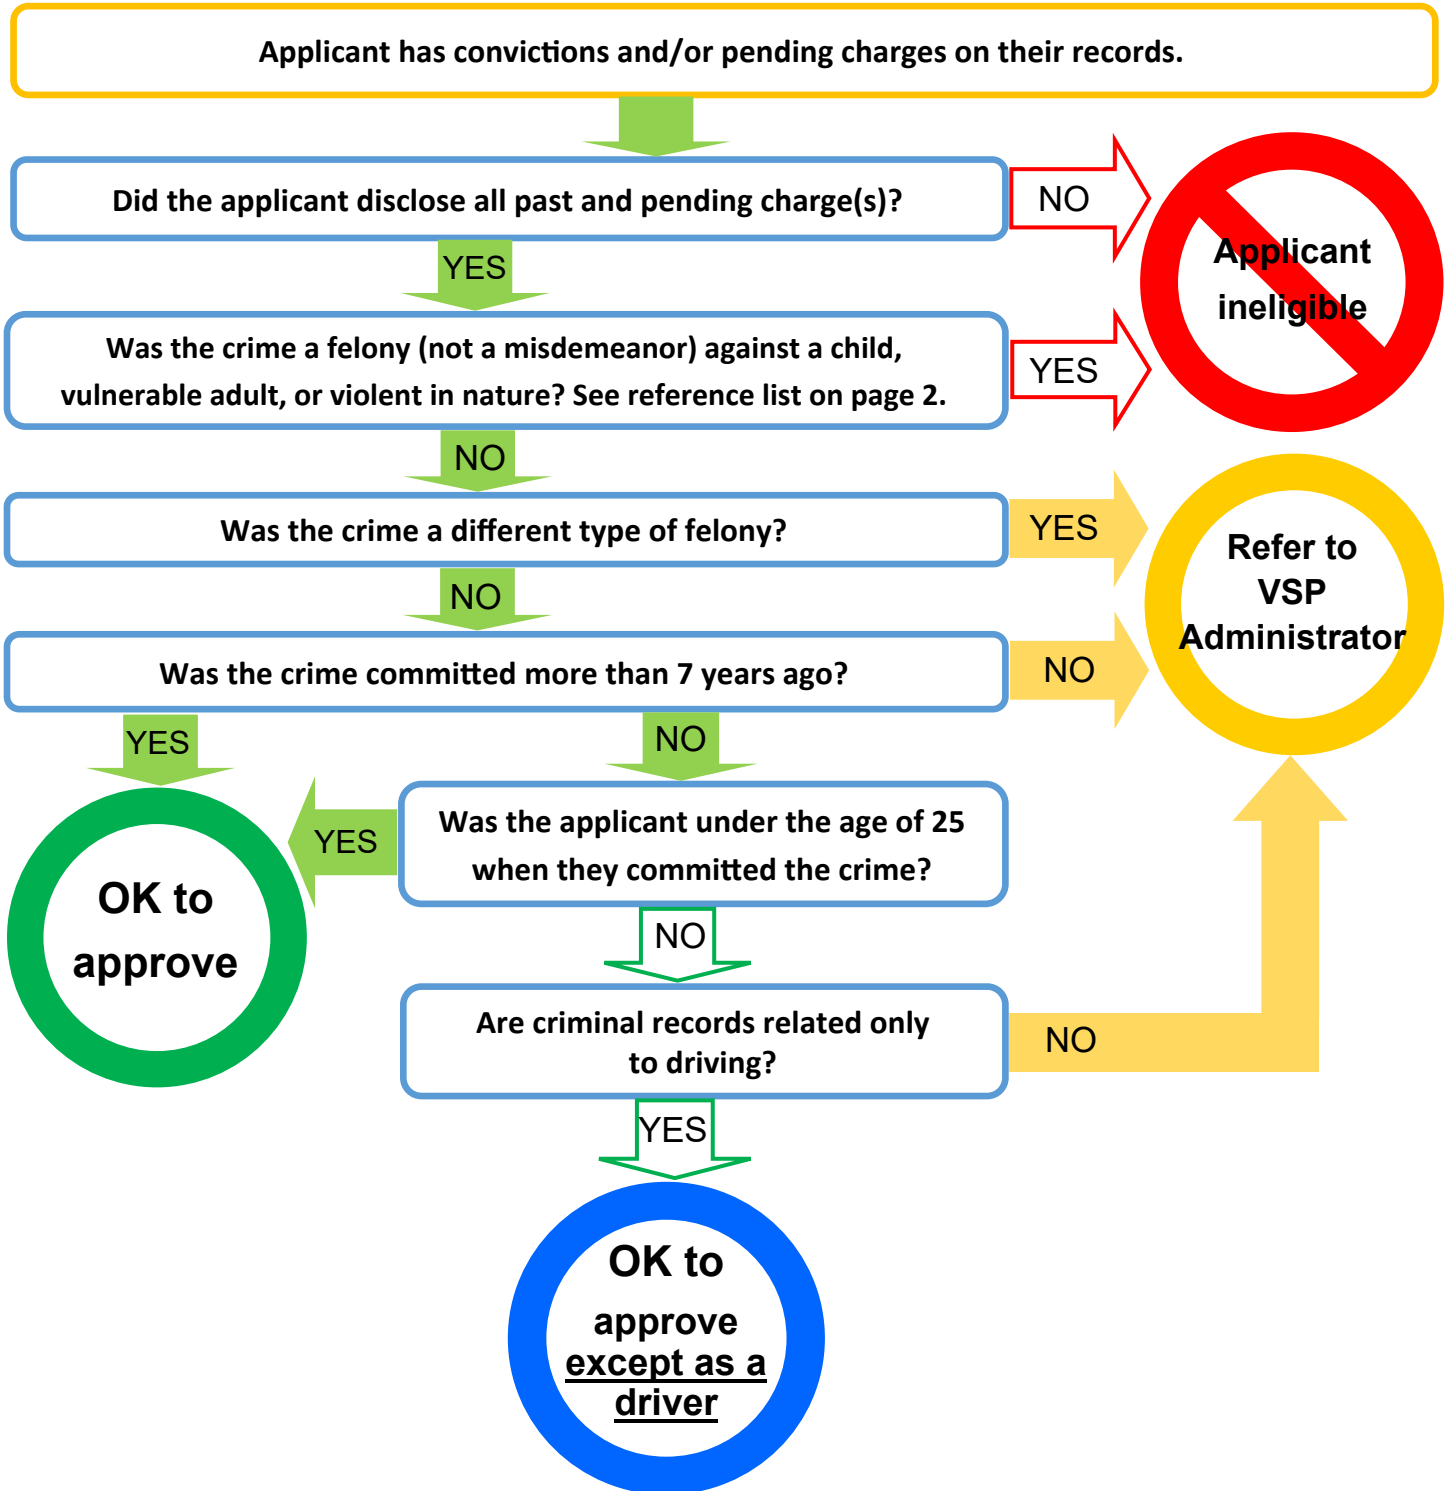 Applicant has convictions and/or pending charges on their records.
Did the applicant disclose all past and pending charge(s)?
NO
Applicant
ineligible
YES
Was the crime a felony (not a misdemeanor) against a child,
vulnerable adult, or violent in nature? See reference list on page 2.
YES
NO
Was the crime a different type of felony?
YES
Refer to
VSP
Administrator
NO
Was the crime committed more than 7 years ago?
NO
YES
NO
Was the applicant under the age of 25
when they committed the crime?
YES
OK to
approve
NO
Are criminal records related only
to driving?
NO
YES
OK to
approve
except as a
driver